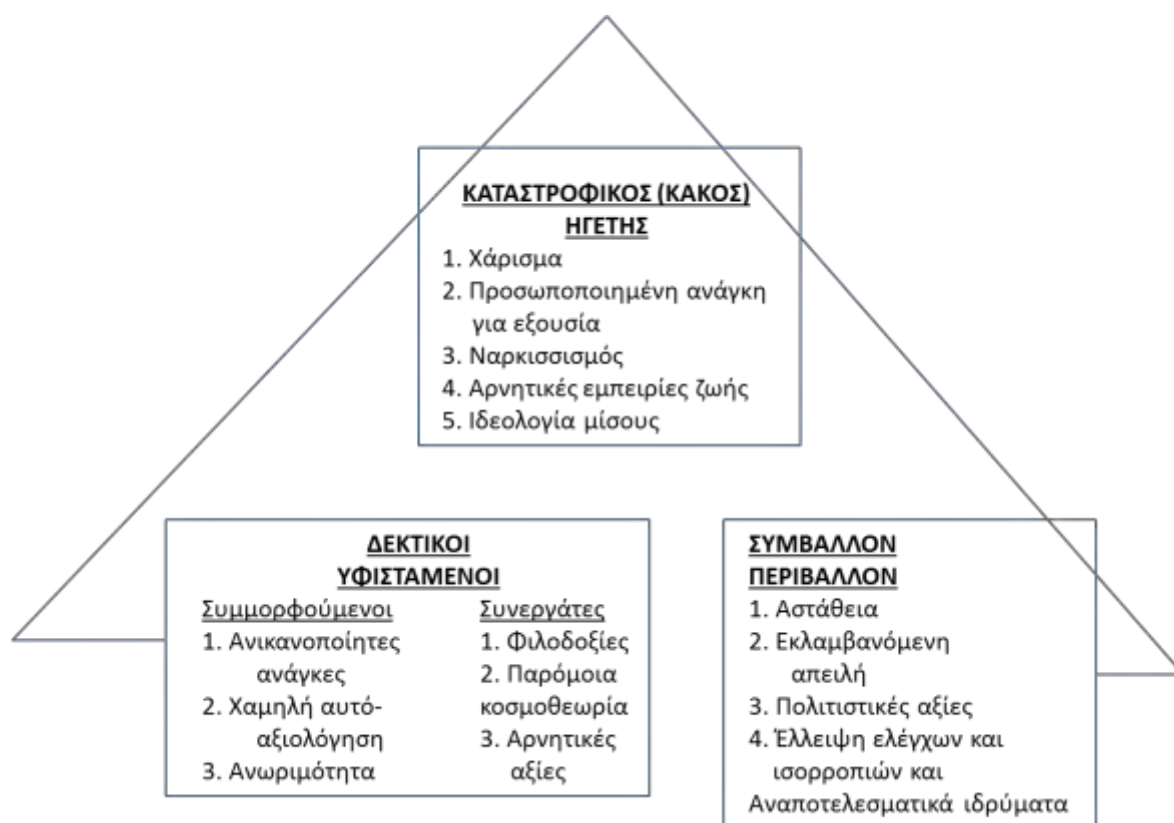 ΚΑΤΑΣΤΡΟΦΙΚΟΣ (ΚΑΚΟΣ)
ΗΓΕΤΗΣ
1. Χάρισμα
2. Προσωποποιημένη ανάγκη
για εξουσία
3. Ναρκισσισμός
4. Αρνητικές εμπειρίες ζωής
5. Ιδεολογία μίσους
ΔΕΚΤΙΚΟΙ
ΥΦΙΣΤΑΜΕΝΟΙ
Συμμορφούμενοι
1. Ανικανοποίητες
ανάγκες
2. Χαμηλή αυτό-
αξιολόγηση
3. Ανωριμότητα
Συνεργάτες
1. Φιλοδοξίες
2. Παρόμοια
κοσμοθεωρία
3. Αρνητικές
αξίες
ΣΥΜΒΑΛΛΟΝ
ΠΕΡΙΒΑΛΛΟΝ
1. Αστάθεια
2. Εκλαμβανόμενη
απειλή
3. Πολιτιστικές αξίες
4. Έλλειψη ελέγχων και
ισορροπιών και
Αναποτελεσματικά ιδρύματα